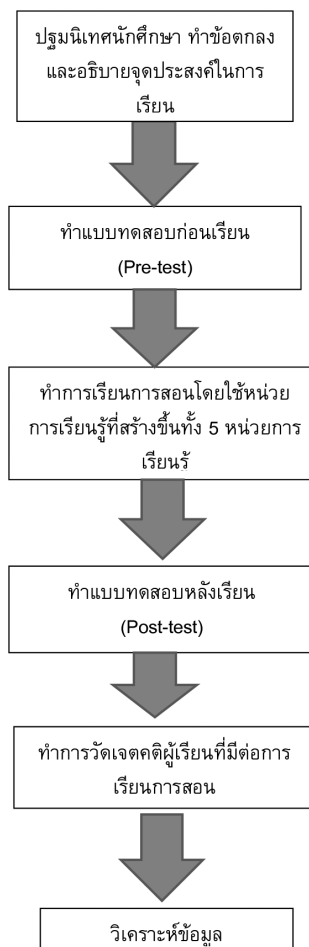 ปฐมนิเทศนักศึกษา ทำข้อตกลง
และอธิบายจุดประสงค์ในการ
เรียน
ทำแบบทดสอบก่อนเรียน
(Pre-test)
ทำการเรียนการสอนโดยใช้หน่วย
การเรียนรู้ที่สร้างขึ้นทั้ง 5 หน่วยการ
เรียนรู้
ทำแบบทดสอบหลังเรียน
(Post-test)
ทำการวัดเจตคติผู้เรียนที่มีต่อการ
เรียนการสอน
วิเคราะห์ข้อมูล